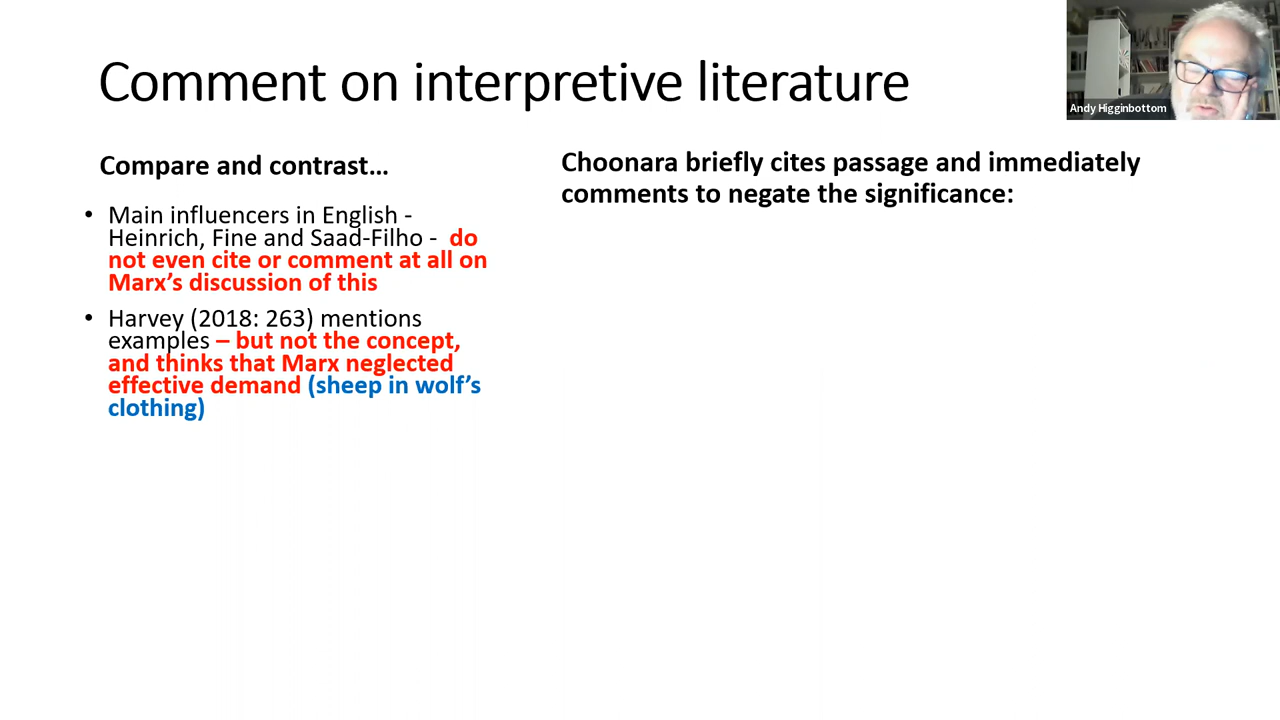 Comment on interpretive literature
Andy Higginbottom
Compare and contrast…
• Main influencers in English -
Heinrich, Fine and Saad-Filho - do
not even cite or comment at all on
Marx’s discussion of this
• Harvey (2018: 263) mentions
examples – but not the concept,
and thinks that Marx neglected
effective demand (sheep in wolf’s
clothing)
Choonara briefly cites passage and immediately
comments to negate the significance: